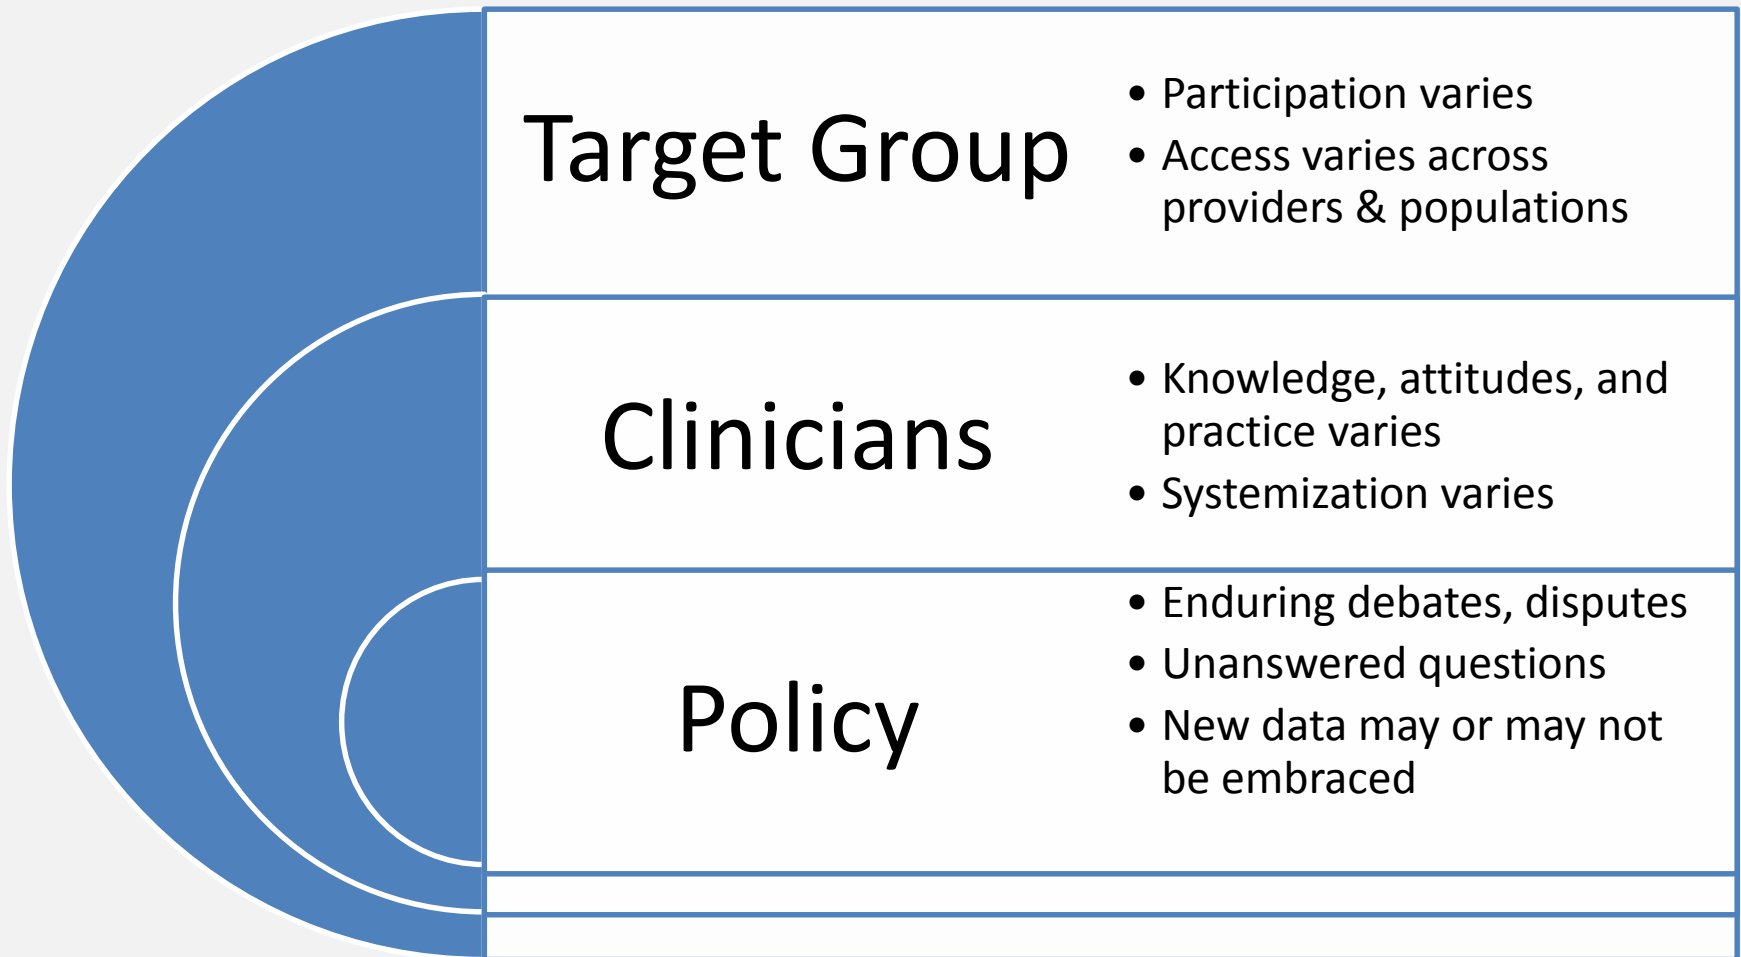 Target Group
• Participation varies
• Access varies across
providers & populations
Clinicians
• Knowledge, attitudes, and
practice varies
• Systemization varies
Policy
• Enduring debates, disputes
• Unanswered questions
• New data may or may not
be embraced